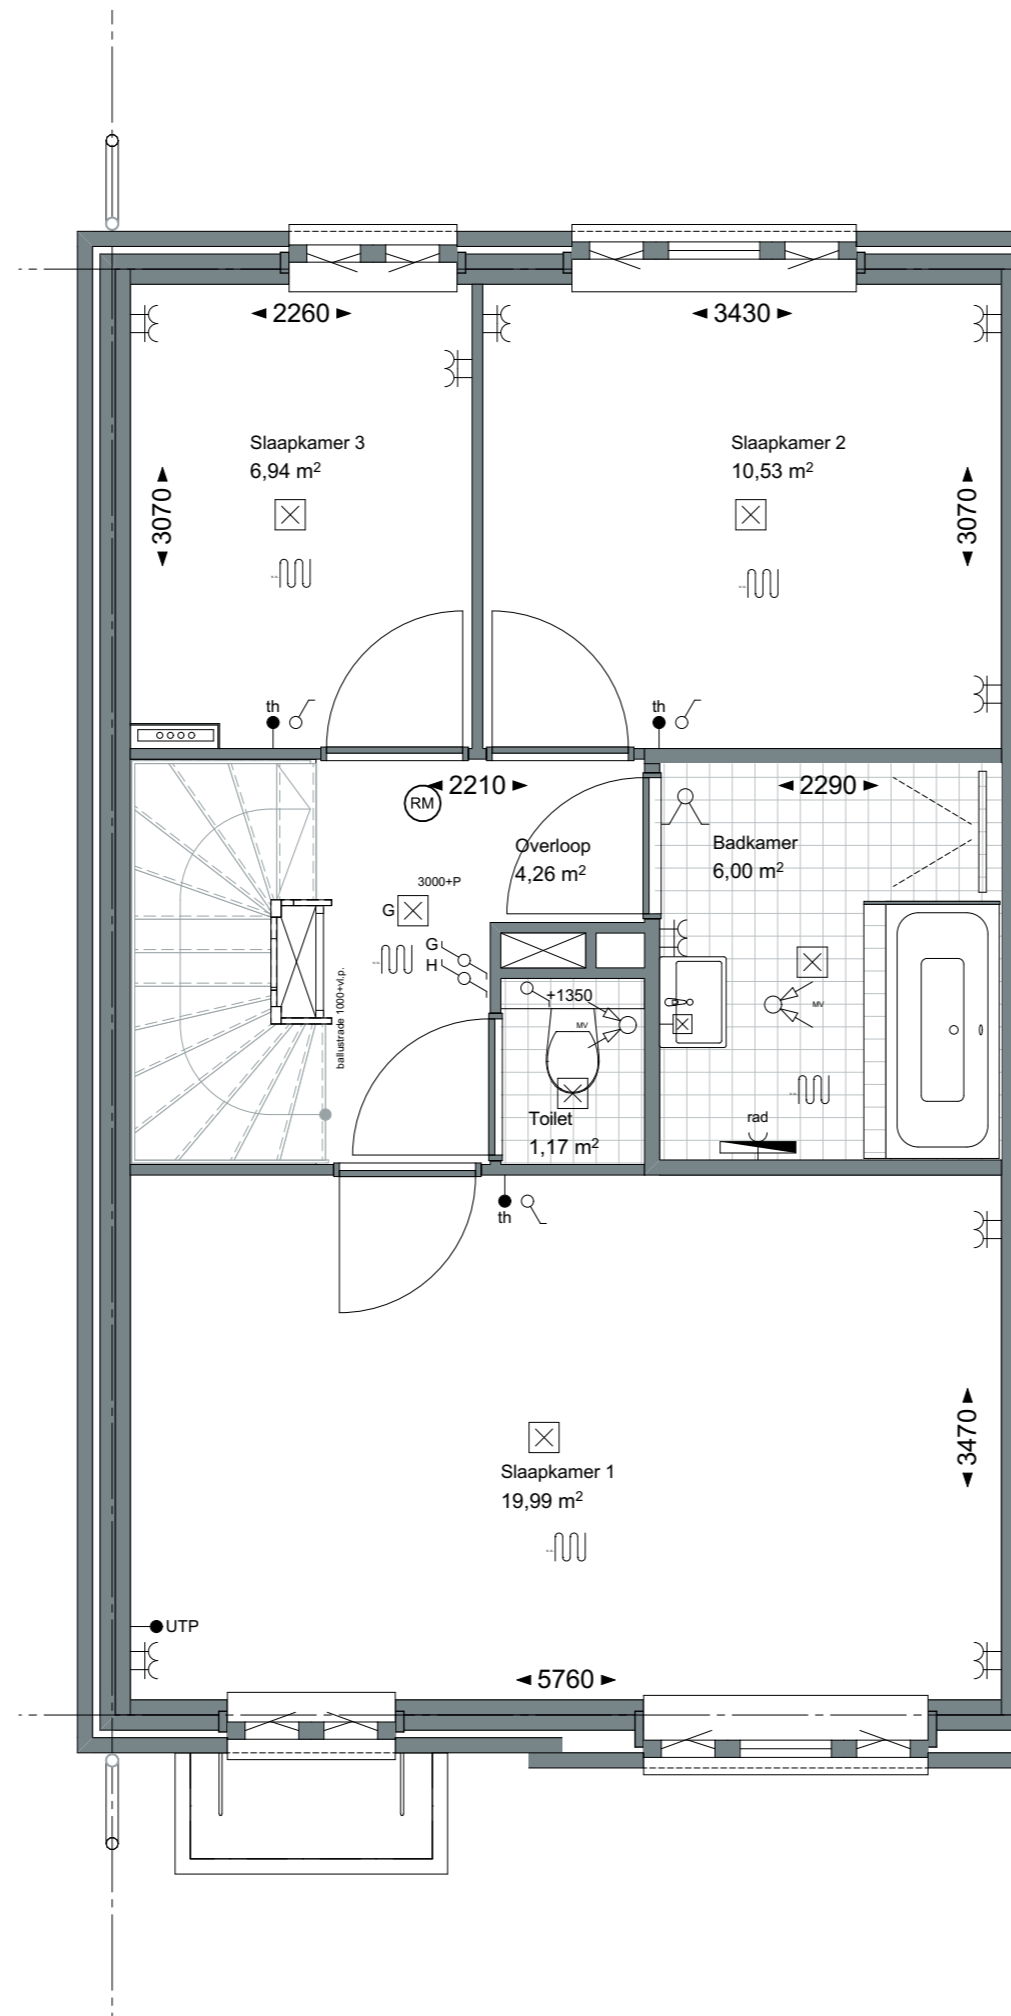 2260
3430
Slaapkamer 3
6,94 m²
Slaapkamer 2
10,53 m²
3070
3070
th
th
2210
2290
RM
Overloop
4,26 m²
Badkamer
6,00 m²
3000+P
G
G
H
ballustrade 1000+vl.p.
+1350
MV
MV
Toilet
1,17 m²
rad
th
3470
Slaapkamer 1
19,99 m²
UTP
5760